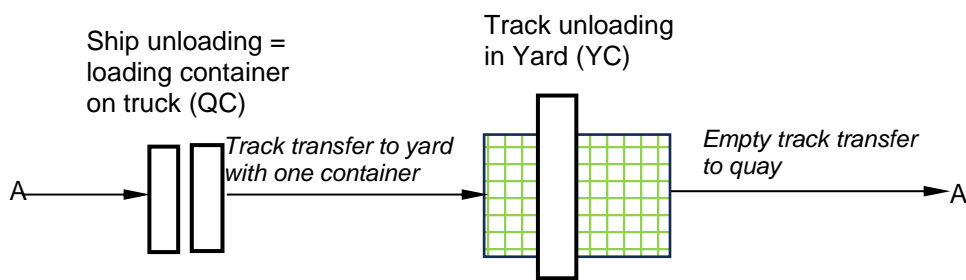 Ship unloading =
loading container
on truck (QC)
Track unloading
in Yard (YC)
Track transfer to yard
with one container
Empty track transfer
to quay
A
A